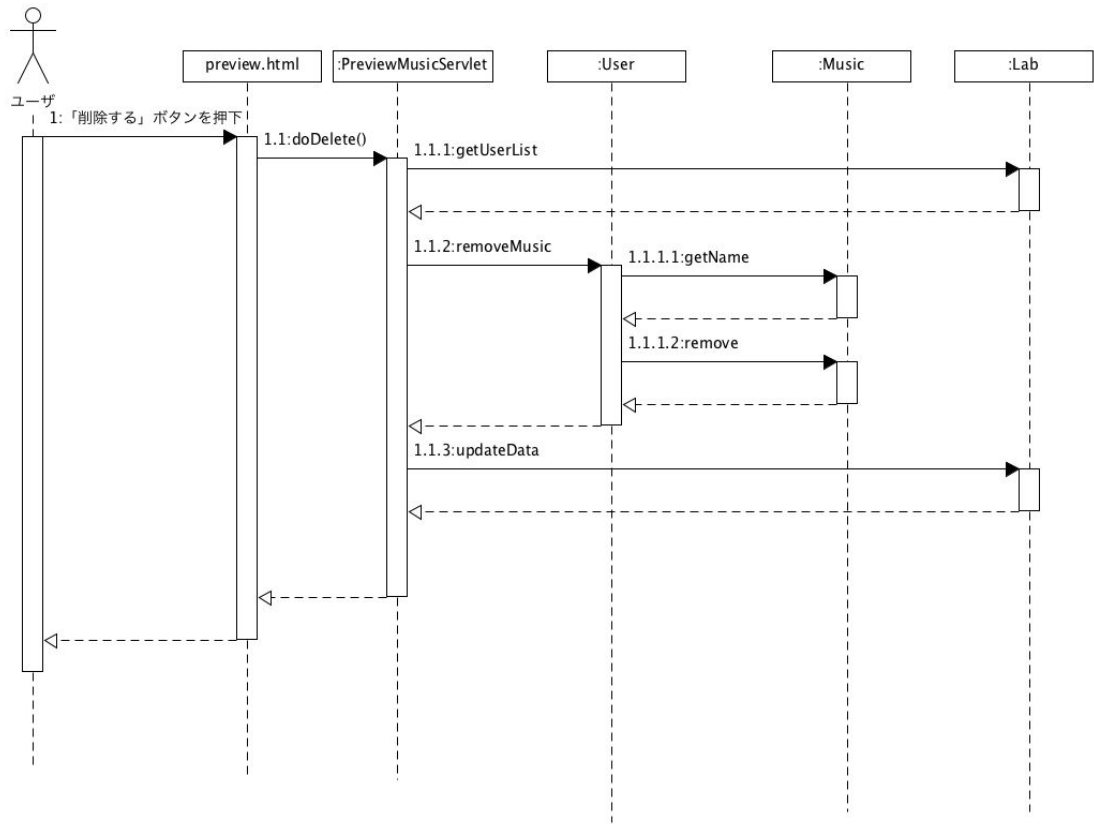 preview.html
:PreviewMusicServlet
:User
:Music
:Lab
ユーザ
1:「削除する」ボタンを押下
1.1:doDelete()
1.1.1:getUserList
1.1.2:removeMusic
1.1.1.1:getName
1.1.1.2:remove
1.1.3:updateData